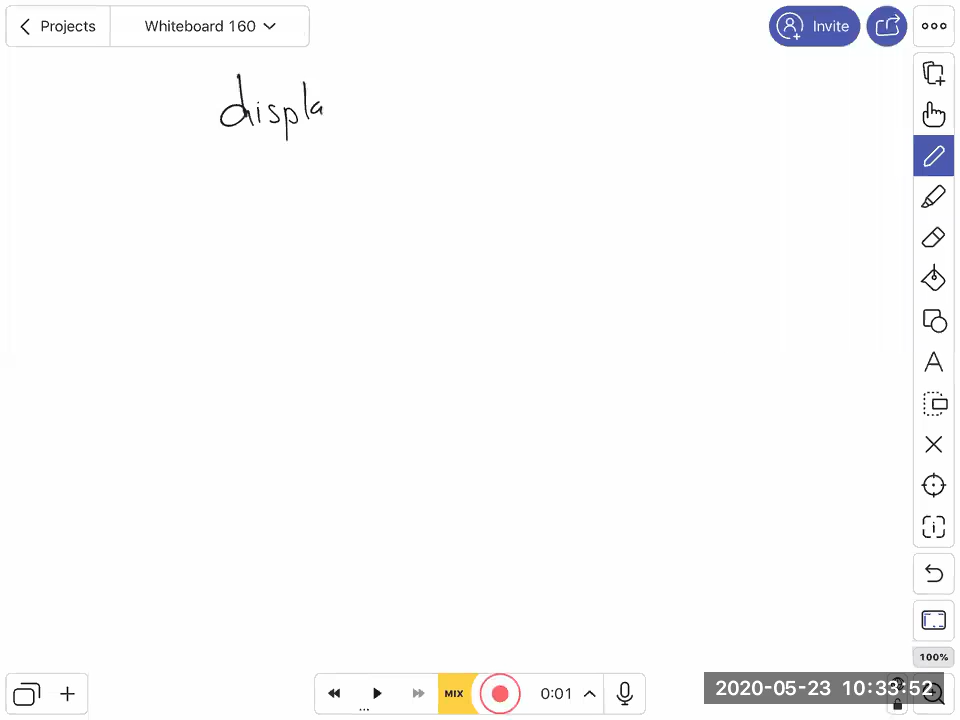 Projects
Whiteboard 160
Invite
displa
A
100%
MIX
0:01
2020-05-23 10:33:52